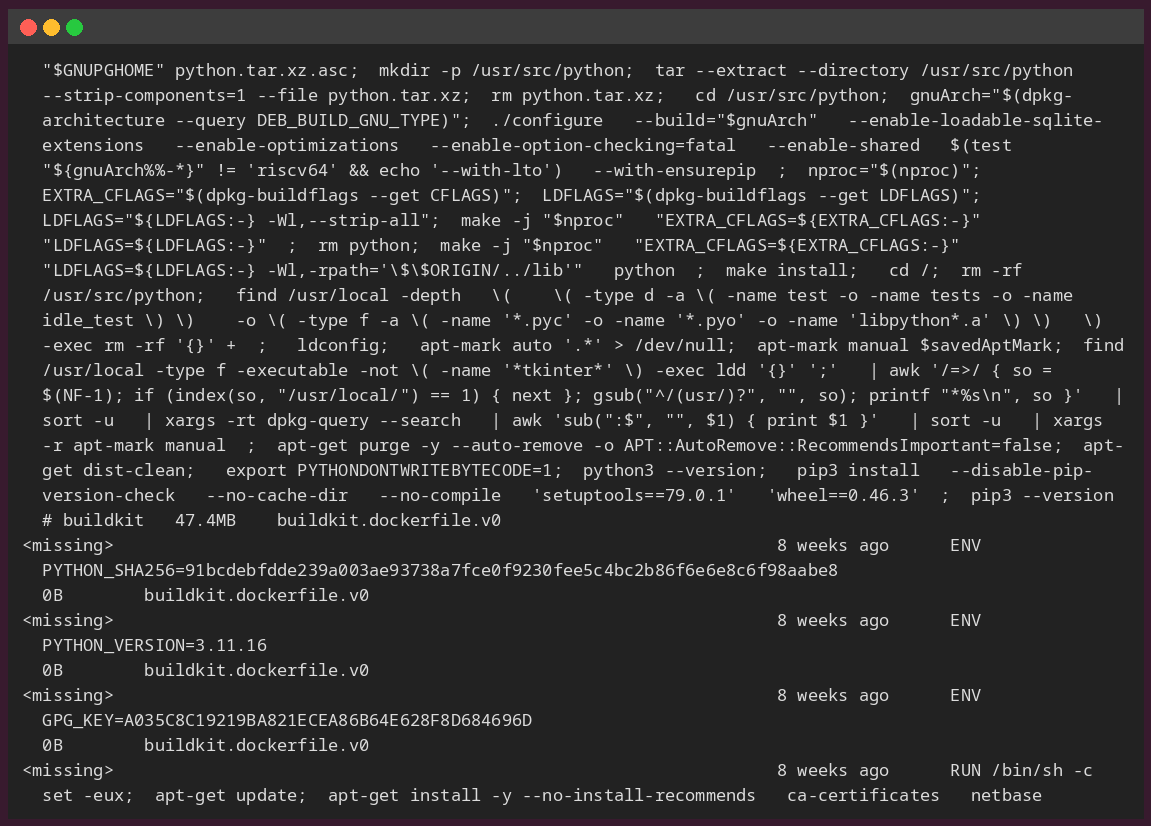 "$GNUPGHOME" python.tar.xz.asc;  mkdir -p /usr/src/python;  tar --extract --directory /usr/src/python
--strip-components=1 --file python.tar.xz;  rm python.tar.xz;   cd /usr/src/python;  gnuArch="$(dpkg-
architecture --query DEB_BUILD_GNU_TYPE)";  ./configure   --build="$gnuArch"   --enable-loadable-sqlite-
extensions   --enable-optimizations   --enable-option-checking=fatal   --enable-shared   $(test
"${gnuArch%%-*}" != 'riscv64' && echo '--with-lto')   --with-ensurepip  ;  nproc="$(nproc)";
EXTRA_CFLAGS="$(dpkg-buildflags --get CFLAGS)";  LDFLAGS="$(dpkg-buildflags --get LDFLAGS)";
LDFLAGS="${LDFLAGS:-} -Wl,--strip-all";  make -j "$nproc"   "EXTRA_CFLAGS=${EXTRA_CFLAGS:-}"
"LDFLAGS=${LDFLAGS:-}"  ;  rm python;  make -j "$nproc"   "EXTRA_CFLAGS=${EXTRA_CFLAGS:-}"
"LDFLAGS=${LDFLAGS:-} -Wl,-rpath='\$\$ORIGIN/../lib'"   python  ;  make install;   cd /;  rm -rf
/usr/src/python;   find /usr/local -depth   \(    \( -type d -a \( -name test -o -name tests -o -name
idle_test \) \)    -o \( -type f -a \( -name '*.pyc' -o -name '*.pyo' -o -name 'libpython*.a' \) \)   \)
-exec rm -rf '{}' +  ;   ldconfig;   apt-mark auto '.*' > /dev/null;  apt-mark manual $savedAptMark;  find
/usr/local -type f -executable -not \( -name '*tkinter*' \) -exec ldd '{}' ';'   | awk '/=>/ { so =
$(NF-1); if (index(so, "/usr/local/") == 1) { next }; gsub("^/(usr/)?", "", so); printf "*%s\n", so }'   |
sort -u   | xargs -rt dpkg-query --search   | awk 'sub(":$", "", $1) { print $1 }'   | sort -u   | xargs
-r apt-mark manual  ;  apt-get purge -y --auto-remove -o APT::AutoRemove::RecommendsImportant=false;  apt-
get dist-clean;   export PYTHONDONTWRITEBYTECODE=1;  python3 --version;   pip3 install   --disable-pip-
version-check   --no-cache-dir   --no-compile   'setuptools==79.0.1'   'wheel==0.46.3'  ;  pip3 --version
# buildkit   47.4MB    buildkit.dockerfile.v0
<missing>                                                                 8 weeks ago      ENV
PYTHON_SHA256=91bcdebfdde239a003ae93738a7fce0f9230fee5c4bc2b86f6e6e8c6f98aabe8
0B        buildkit.dockerfile.v0
<missing>                                                                 8 weeks ago      ENV
PYTHON_VERSION=3.11.16
0B        buildkit.dockerfile.v0
<missing>                                                                 8 weeks ago      ENV
GPG_KEY=A035C8C19219BA821ECEA86B64E628F8D684696D
0B        buildkit.dockerfile.v0
<missing>                                                                 8 weeks ago      RUN /bin/sh -c
set -eux;  apt-get update;  apt-get install -y --no-install-recommends   ca-certificates   netbase